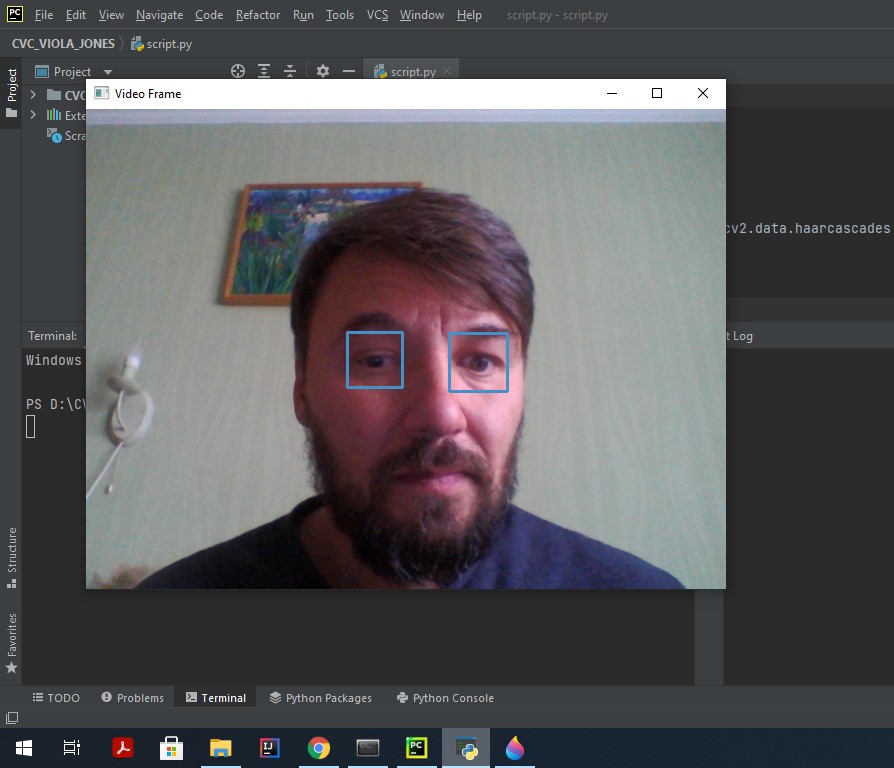 PC File Edit View Navigate Code Refactor Run Tools VCS Window Help script.py - script.py
CVC_VIOLA_JONES script.py
Project
Project script.py
CVC
Video Frame
Exte
Scra
cv2.data.haarcascades
Terminal: t Log
Windows
PS D:\CV
Structure
Favorites
TODO Problems Terminal Python Packages Python Console
IJ PC